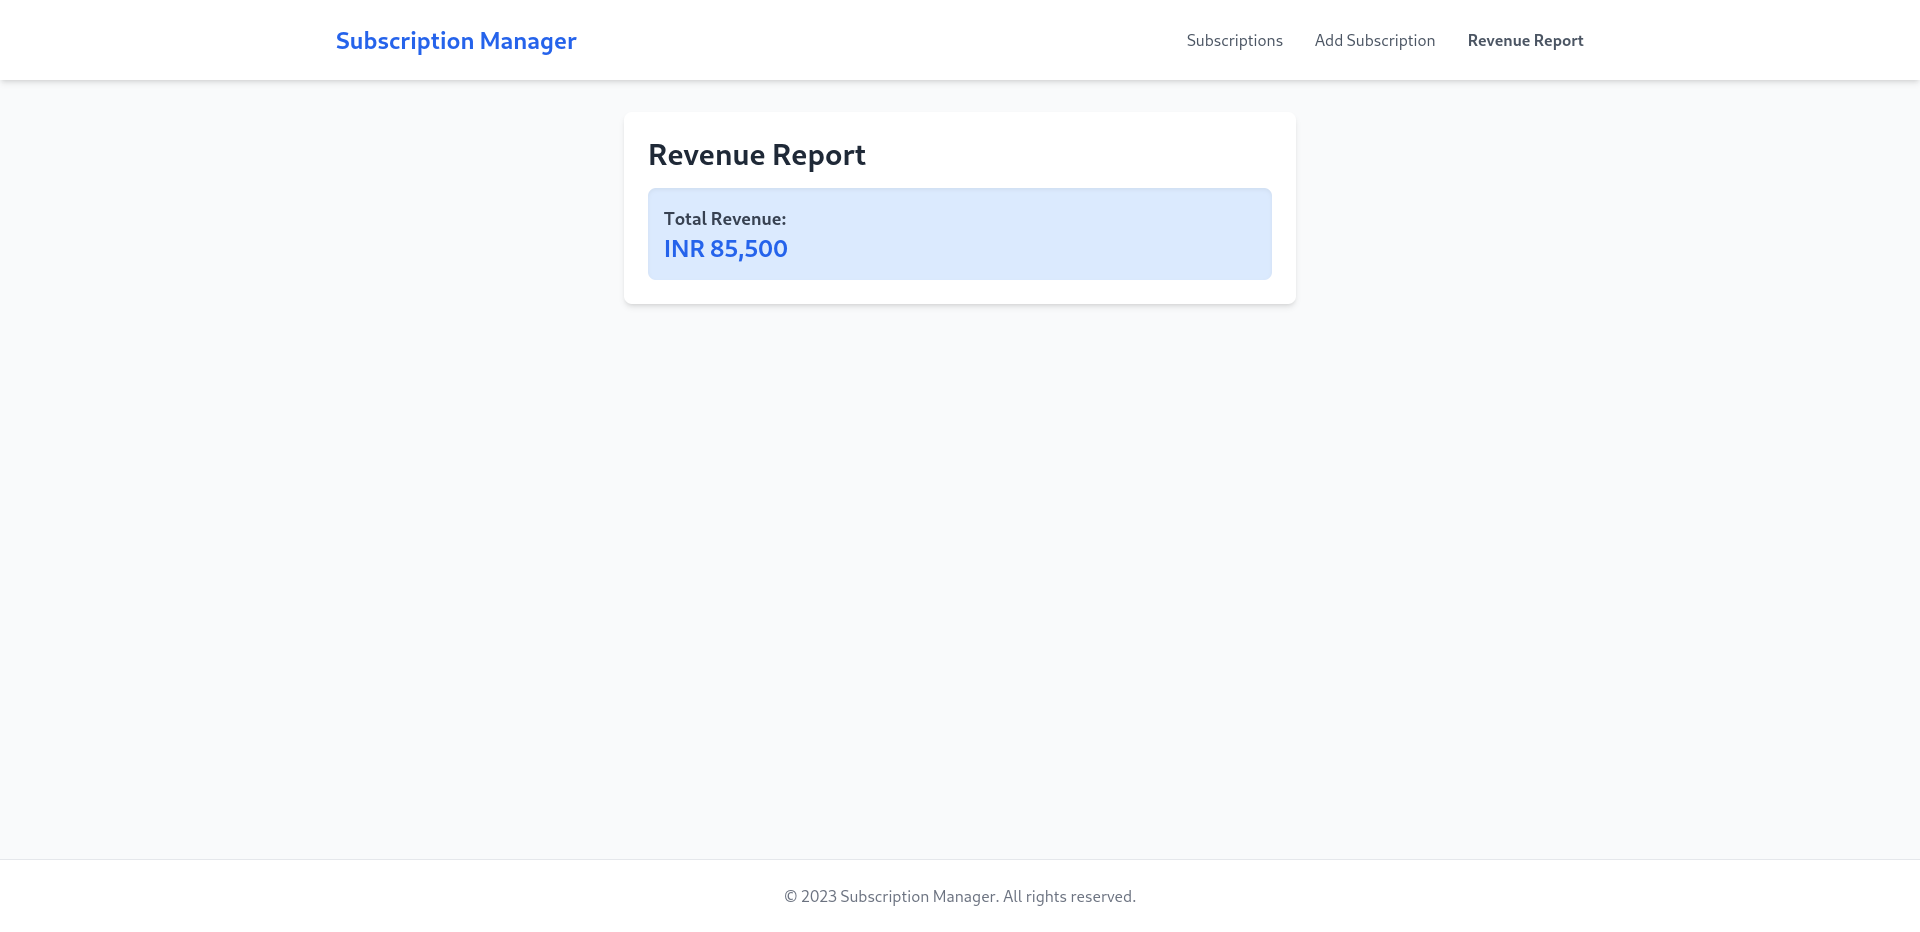 Subscription Manager
Subscriptions
Add Subscription
Revenue Report
Revenue Report
Total Revenue:
INR 85,500
© 2023 Subscription Manager. All rights reserved.